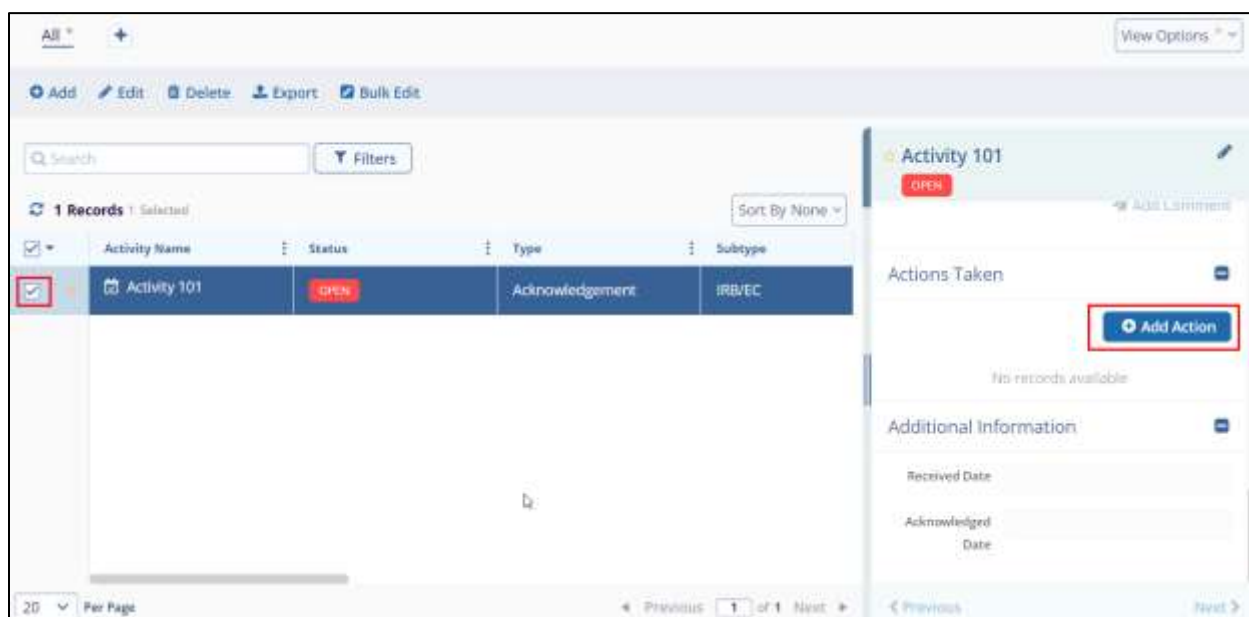 All
View Options
Add Edit Delete Export Bulk Edit
Search Filters
1 Records 1 Selected Sort By None
Activity Name Status Type Subtype
Activity 101 OPEN Acknowledgement IRB/EC
20 Per Page Previous 1 of 1 Next
Activity 101
OPEN
Add Comment
Actions Taken
Add Action
No records available
Additional Information
Received Date
Acknowledged
Date
Previous Next